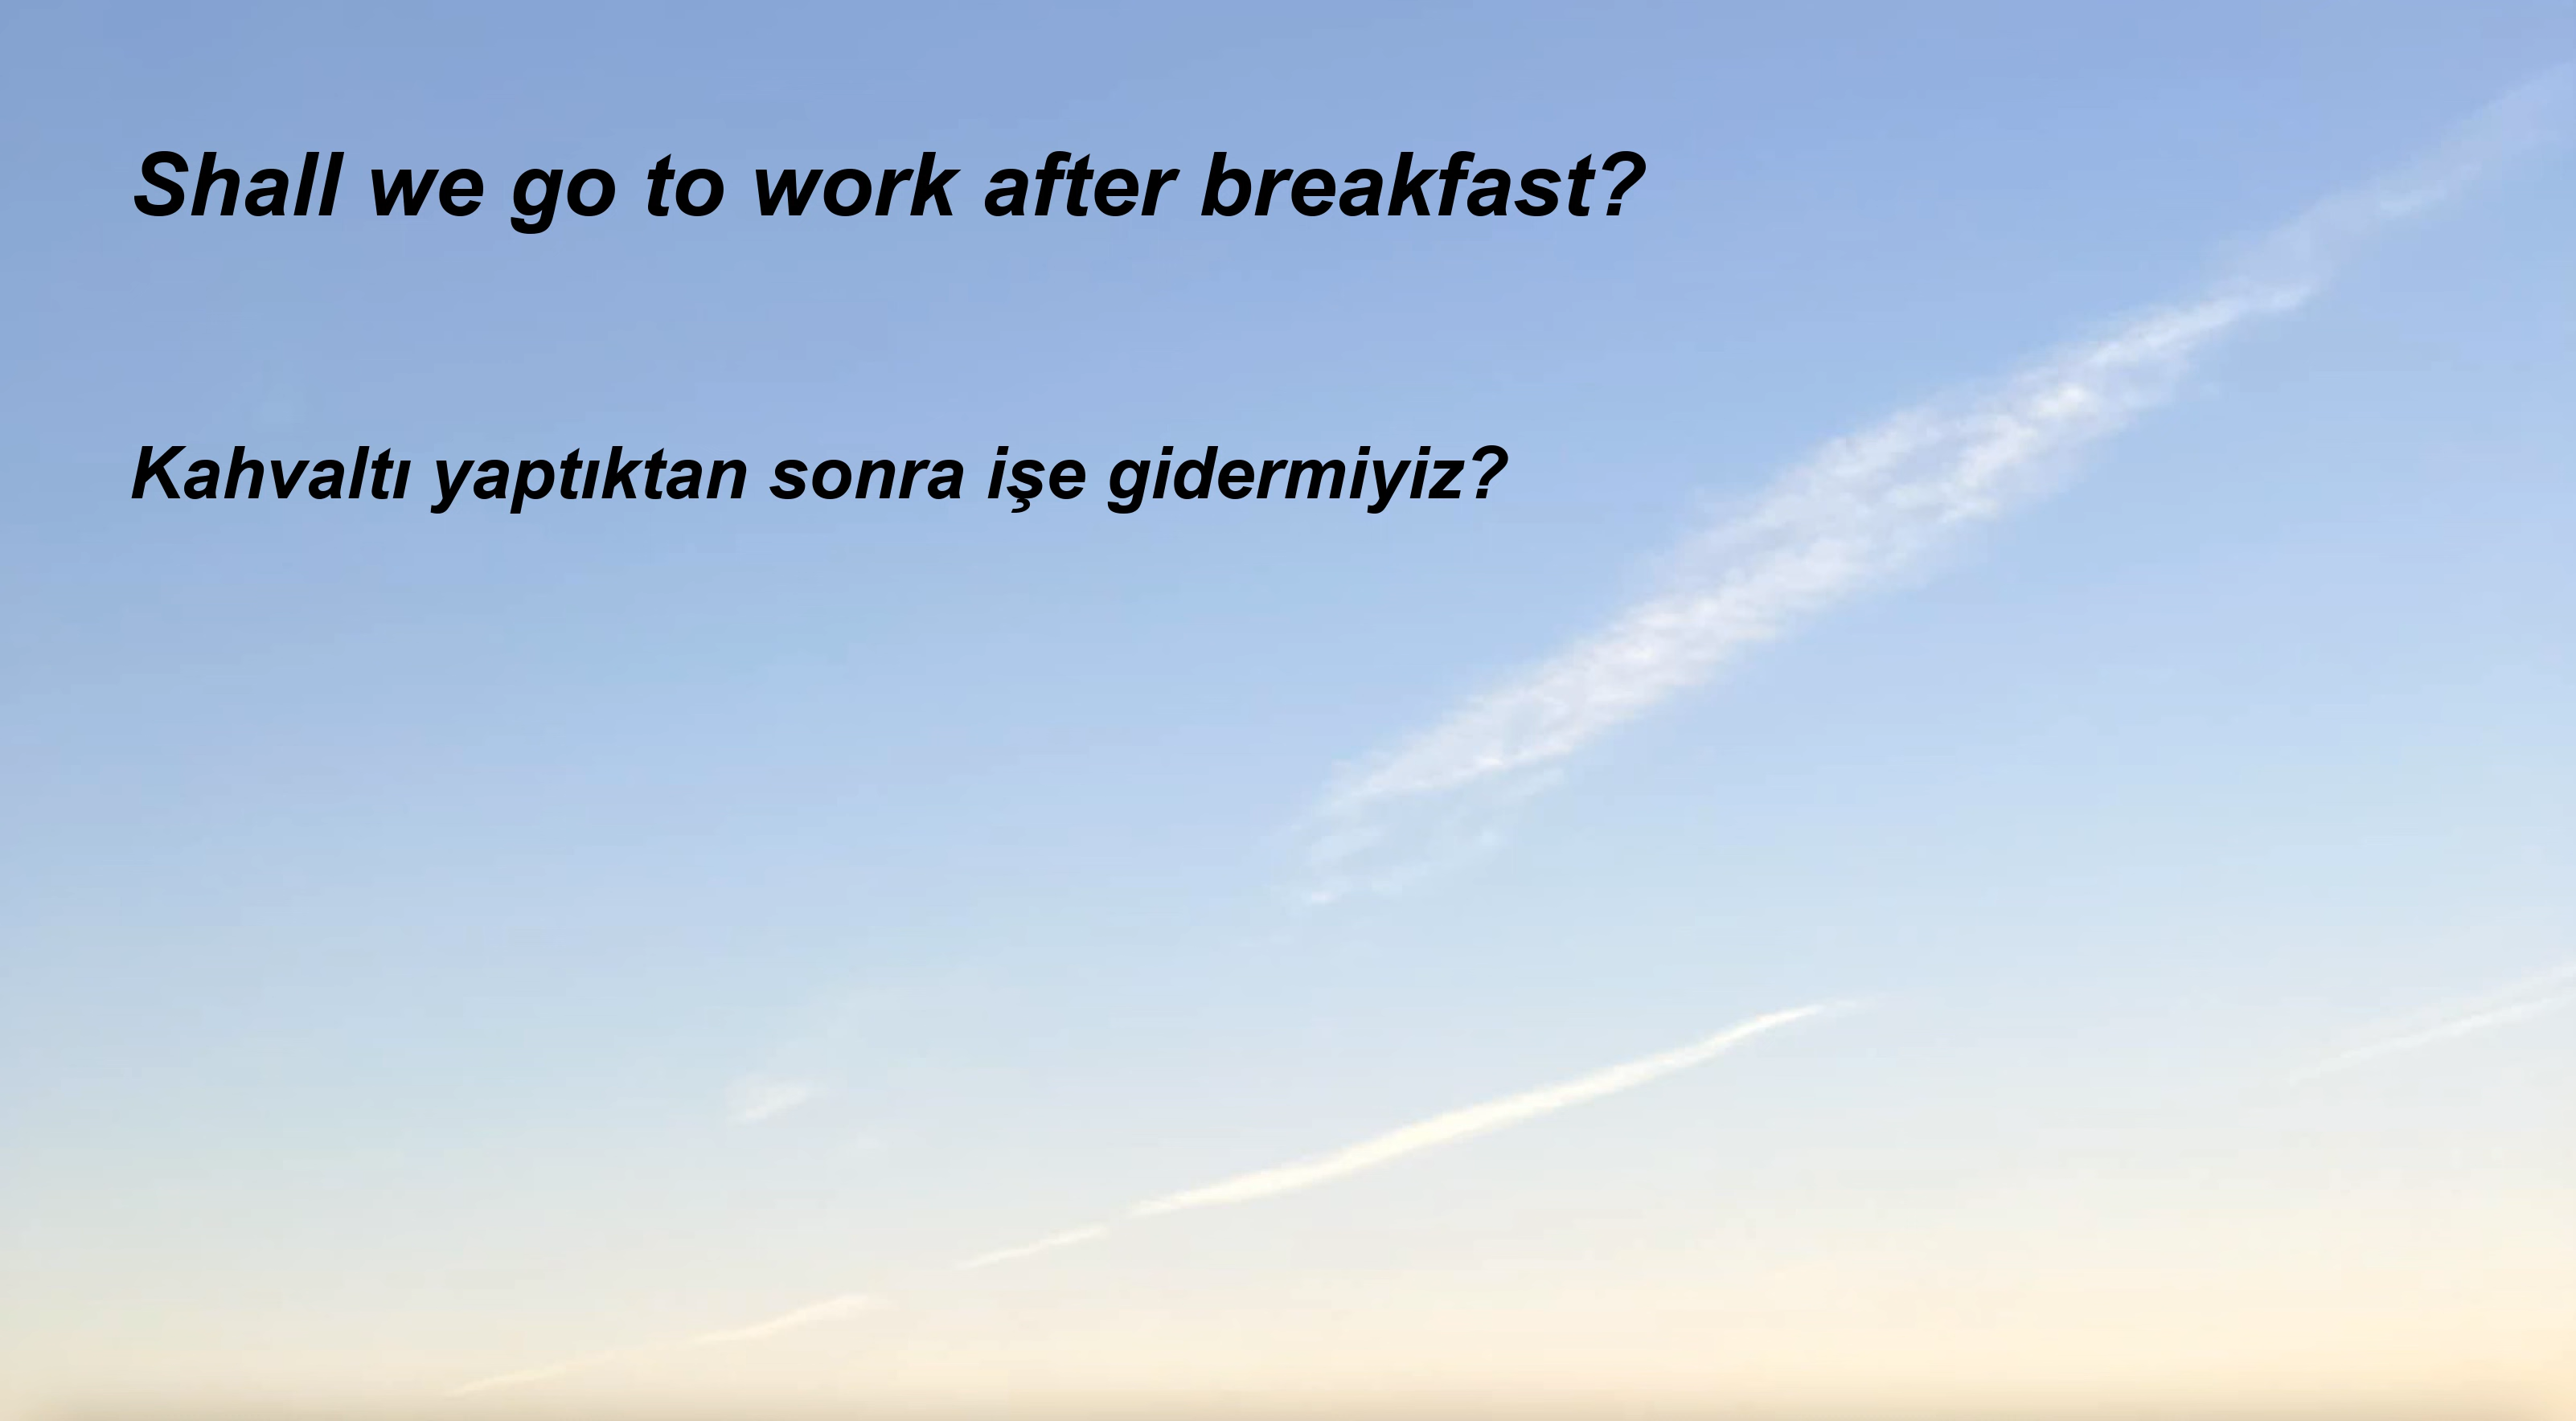 Shall we go to work after breakfast?
Kahvaltı yaptıktan sonra işe gidermiyiz?